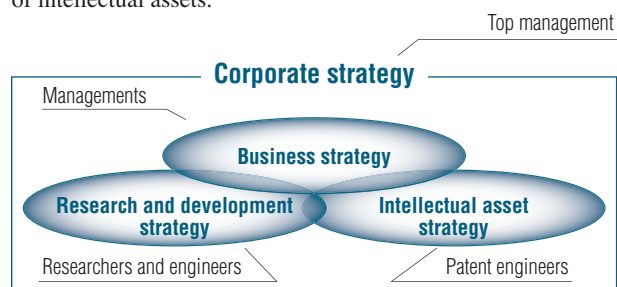 of intellectual assets.
Top management
Corporate strategy
Managements
Business strategy
Research and development
strategy
Intellectual asset
strategy
Researchers and engineers
Patent engineers